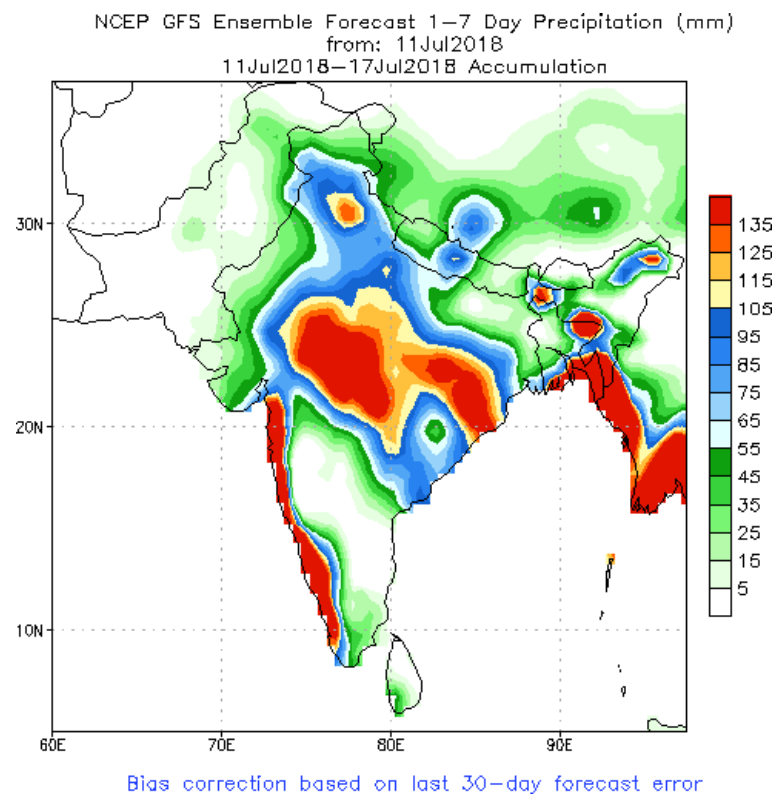 NCEP GFS Ensemble Forecast 1–7 Day Precipitation (mm)
from: 11Jul2018
11Jul2018–17Jul2018 Accumulation
30N
20N
10N
60E
70E
80E
90E
135
125
115
105
95
85
75
65
55
45
35
25
15
5
Bias correction based on last 30–day forecast error